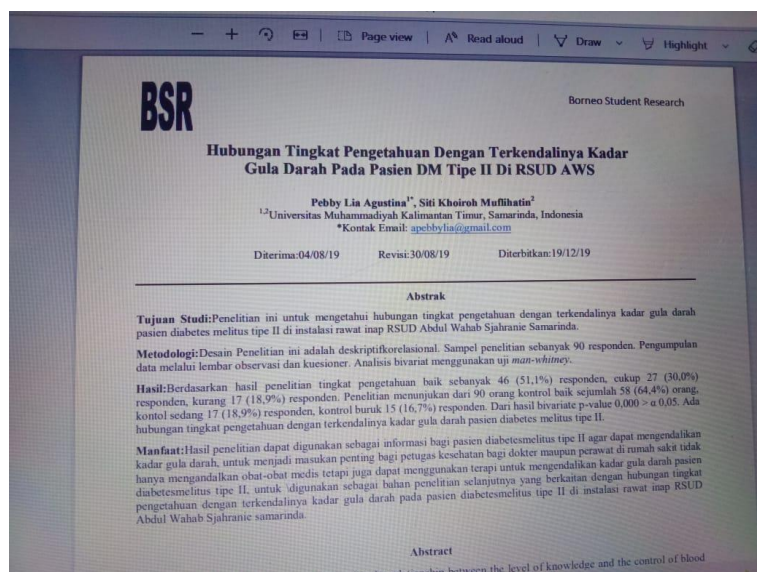 Page view
Read aloud
Draw
Highlight
BSR
Borneo Student Research
Hubungan Tingkat Pengetahuan Dengan Terkendalinya Kadar
Gula Darah Pada Pasien DM Tipe II Di RSUD AWS
Pebby Lia Agustina1*, Siti Khoiroh Muflihatin2
1,2Universitas Muhammadiyah Kalimantan Timur, Samarinda, Indonesia
*Kontak Email: apebbylia@gmail.com
Diterima:04/08/19 Revisi:30/08/19 Diterbitkan:19/12/19
Abstrak
Tujuan Studi:Penelitian ini untuk mengetahui hubungan tingkat pengetahuan dengan terkendalinya kadar gula darah
pasien diabetes melitus tipe II di instalasi rawat inap RSUD Abdul Wahab Sjahranie Samarinda.
Metodologi:Desain Penelitian ini adalah deskriptifkorelasional. Sampel penelitian sebanyak 90 responden. Pengumpulan
data melalui lembar observasi dan kuesioner. Analisis bivariat menggunakan uji man-whitney.
Hasil:Berdasarkan hasil penelitian tingkat pengetahuan baik sebanyak 46 (51,1%) responden, cukup 27 (30,0%)
responden, kurang 17 (18,9%) responden. Penelitian menunjukan dari 90 orang kontrol baik sejumlah 58 (64,4%) orang,
kontol sedang 17 (18,9%) responden, kontrol buruk 15 (16,7%) responden. Dari hasil bivariate p-value 0,000 > α 0,05. Ada
hubungan tingkat pengetahuan dengan terkendalinya kadar gula darah pasien diabetes melitus tipe II.
Manfaat:Hasil penelitian dapat digunakan sebagai informasi bagi pasien diabetesmelitus tipe II agar dapat mengendalikan
kadar gula darah, untuk menjadi masukan penting bagi petugas kesehatan bagi dokter maupun perawat di rumah sakit tidak
hanya mengandalkan obat-obat medis tetapi juga dapat menggunakan terapi untuk mengendalikan kadar gula darah pasien
diabetesmelitus tipe II, untuk \digunakan sebagai bahan penelitian selanjutnya yang berkaitan dengan hubungan tingkat
pengetahuan dengan terkendalinya kadar gula darah pada pasien diabetesmelitus tipe II di instalasi rawat inap RSUD
Abdul Wahab Sjahranie samarinda.
Abstract
between the level of knowledge and the control of blood